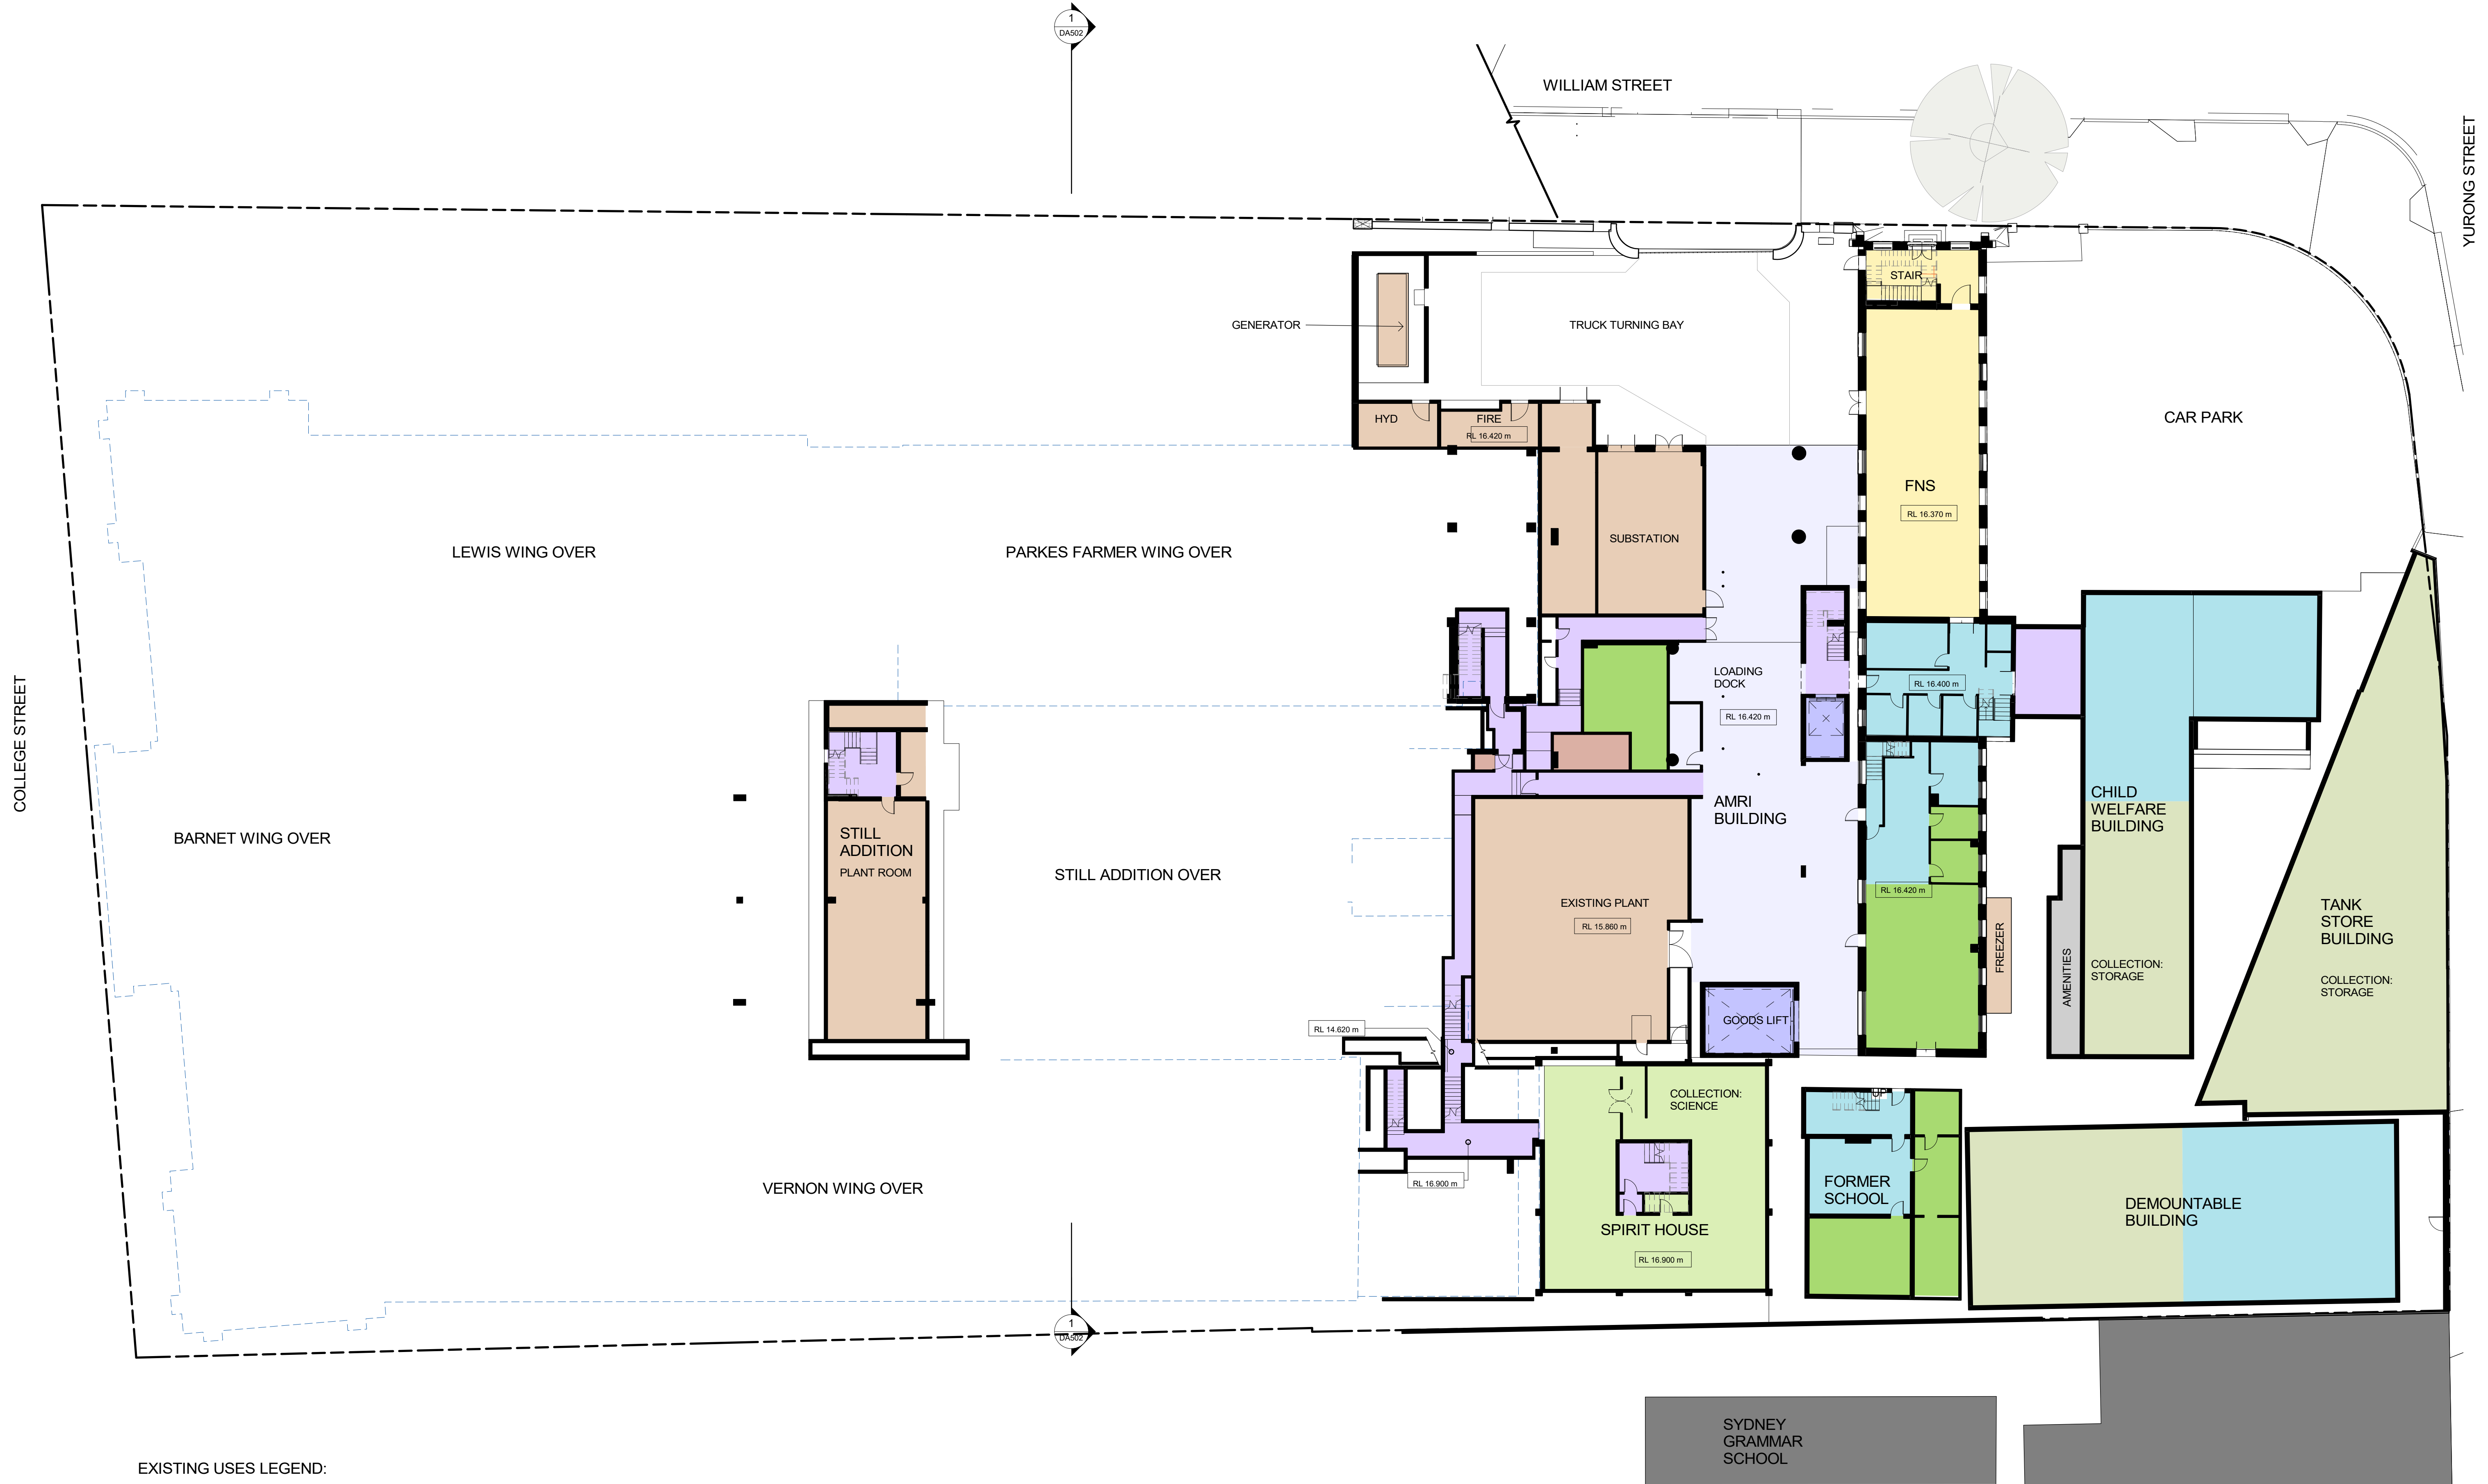 1
DA502
WILLIAM STREET
YURONG STREET
STAIR
GENERATOR
TRUCK TURNING BAY
HYD
FIRE
RL 16.420 m
CAR PARK
FNS
RL 16.370 m
SUBSTATION
LEWIS WING OVER
PARKES FARMER WING OVER
COLLEGE STREET
LOADING
DOCK
RL 16.420 m
RL 16.400 m
AMRI
BUILDING
CHILD
WELFARE
BUILDING
BARNET WING OVER
STILL
ADDITION
PLANT ROOM
STILL ADDITION OVER
EXISTING PLANT
RL 15.860 m
RL 16.420 m
FREEZER
AMENITIES
COLLECTION:
STORAGE
TANK
STORE
BUILDING
COLLECTION:
STORAGE
GOODS LIFT
RL 14.620 m
COLLECTION:
SCIENCE
RL 16.900 m
VERNON WING OVER
SPIRIT HOUSE
RL 16.900 m
FORMER
SCHOOL
DEMOUNTABLE
BUILDING
1
DA502
SYDNEY
GRAMMAR
SCHOOL
EXISTING USES LEGEND: